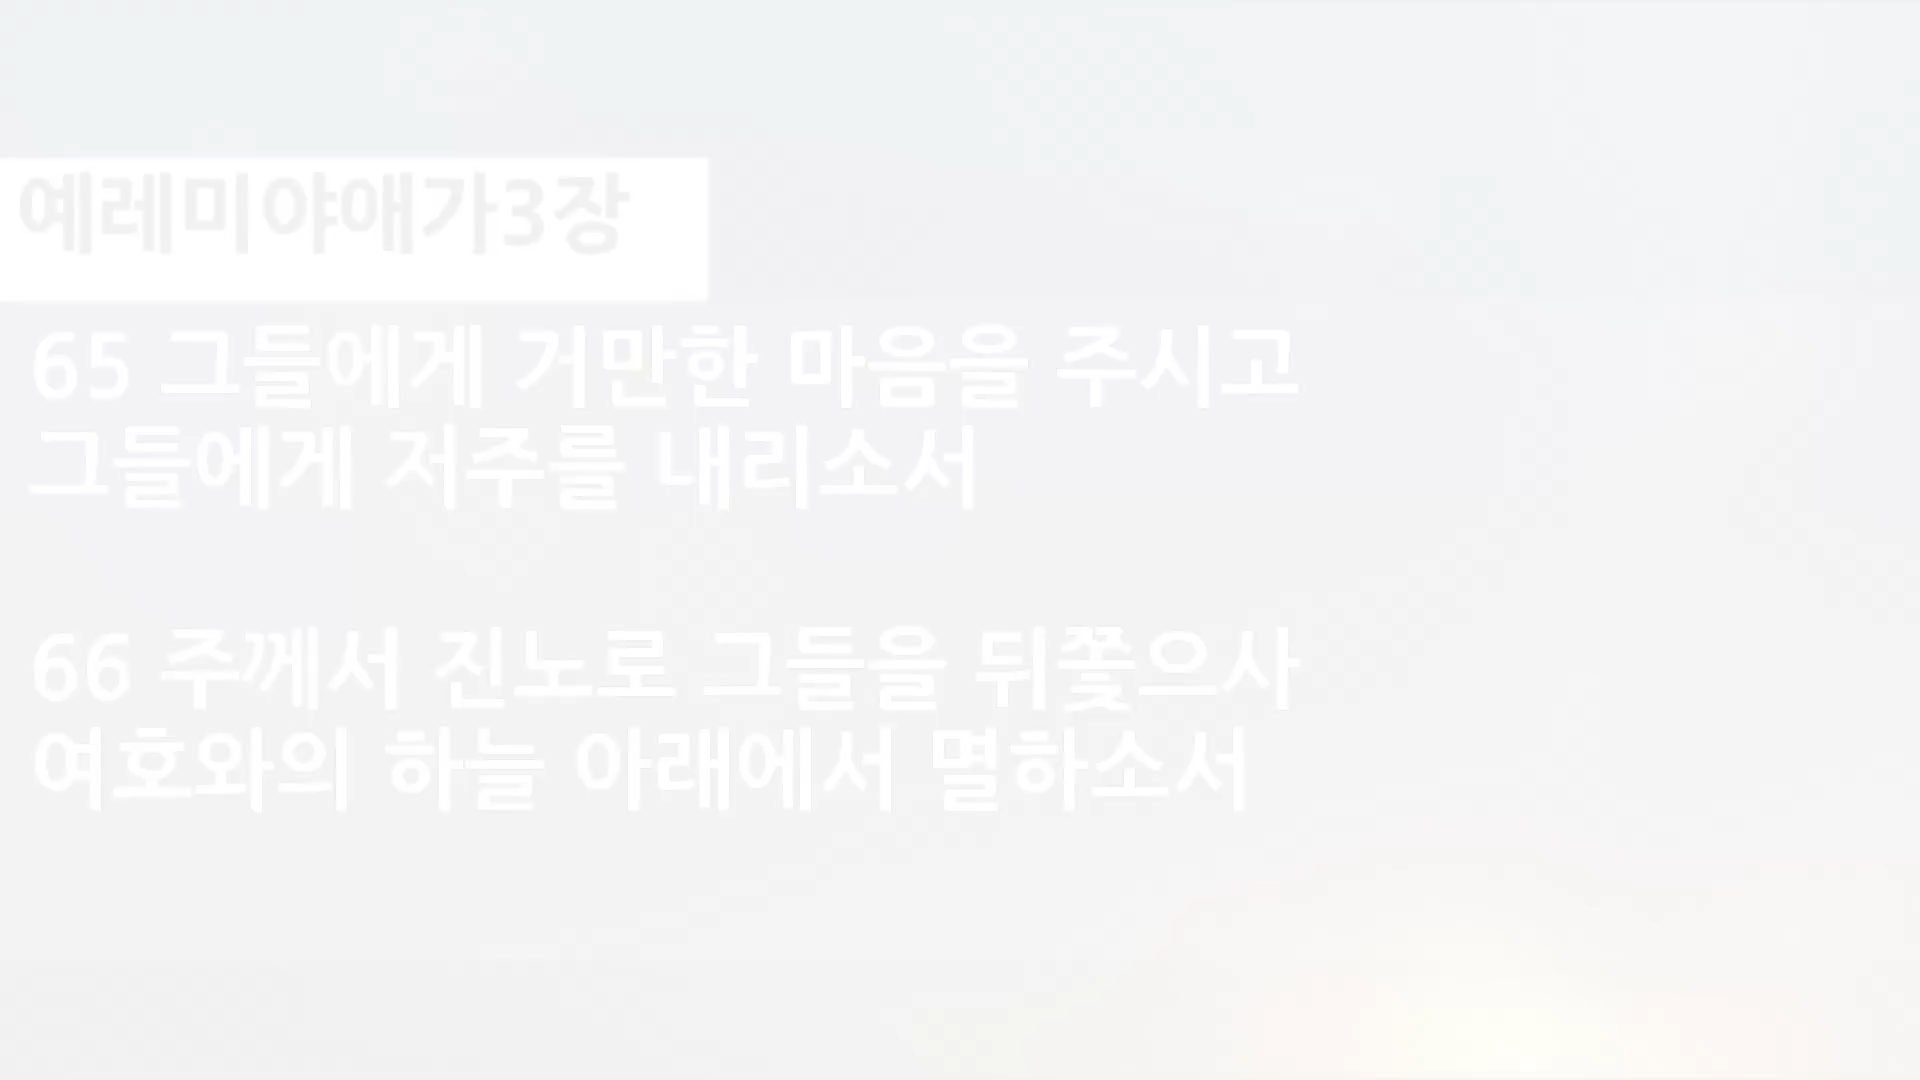 예레미야애가3장
65 그들에게 거만한 마음을 주시고
그들에게 저주를 내리소서
66 주께서 진노로 그들을 뒤쫓으사
여호와의 하늘 아래에서 멸하소서